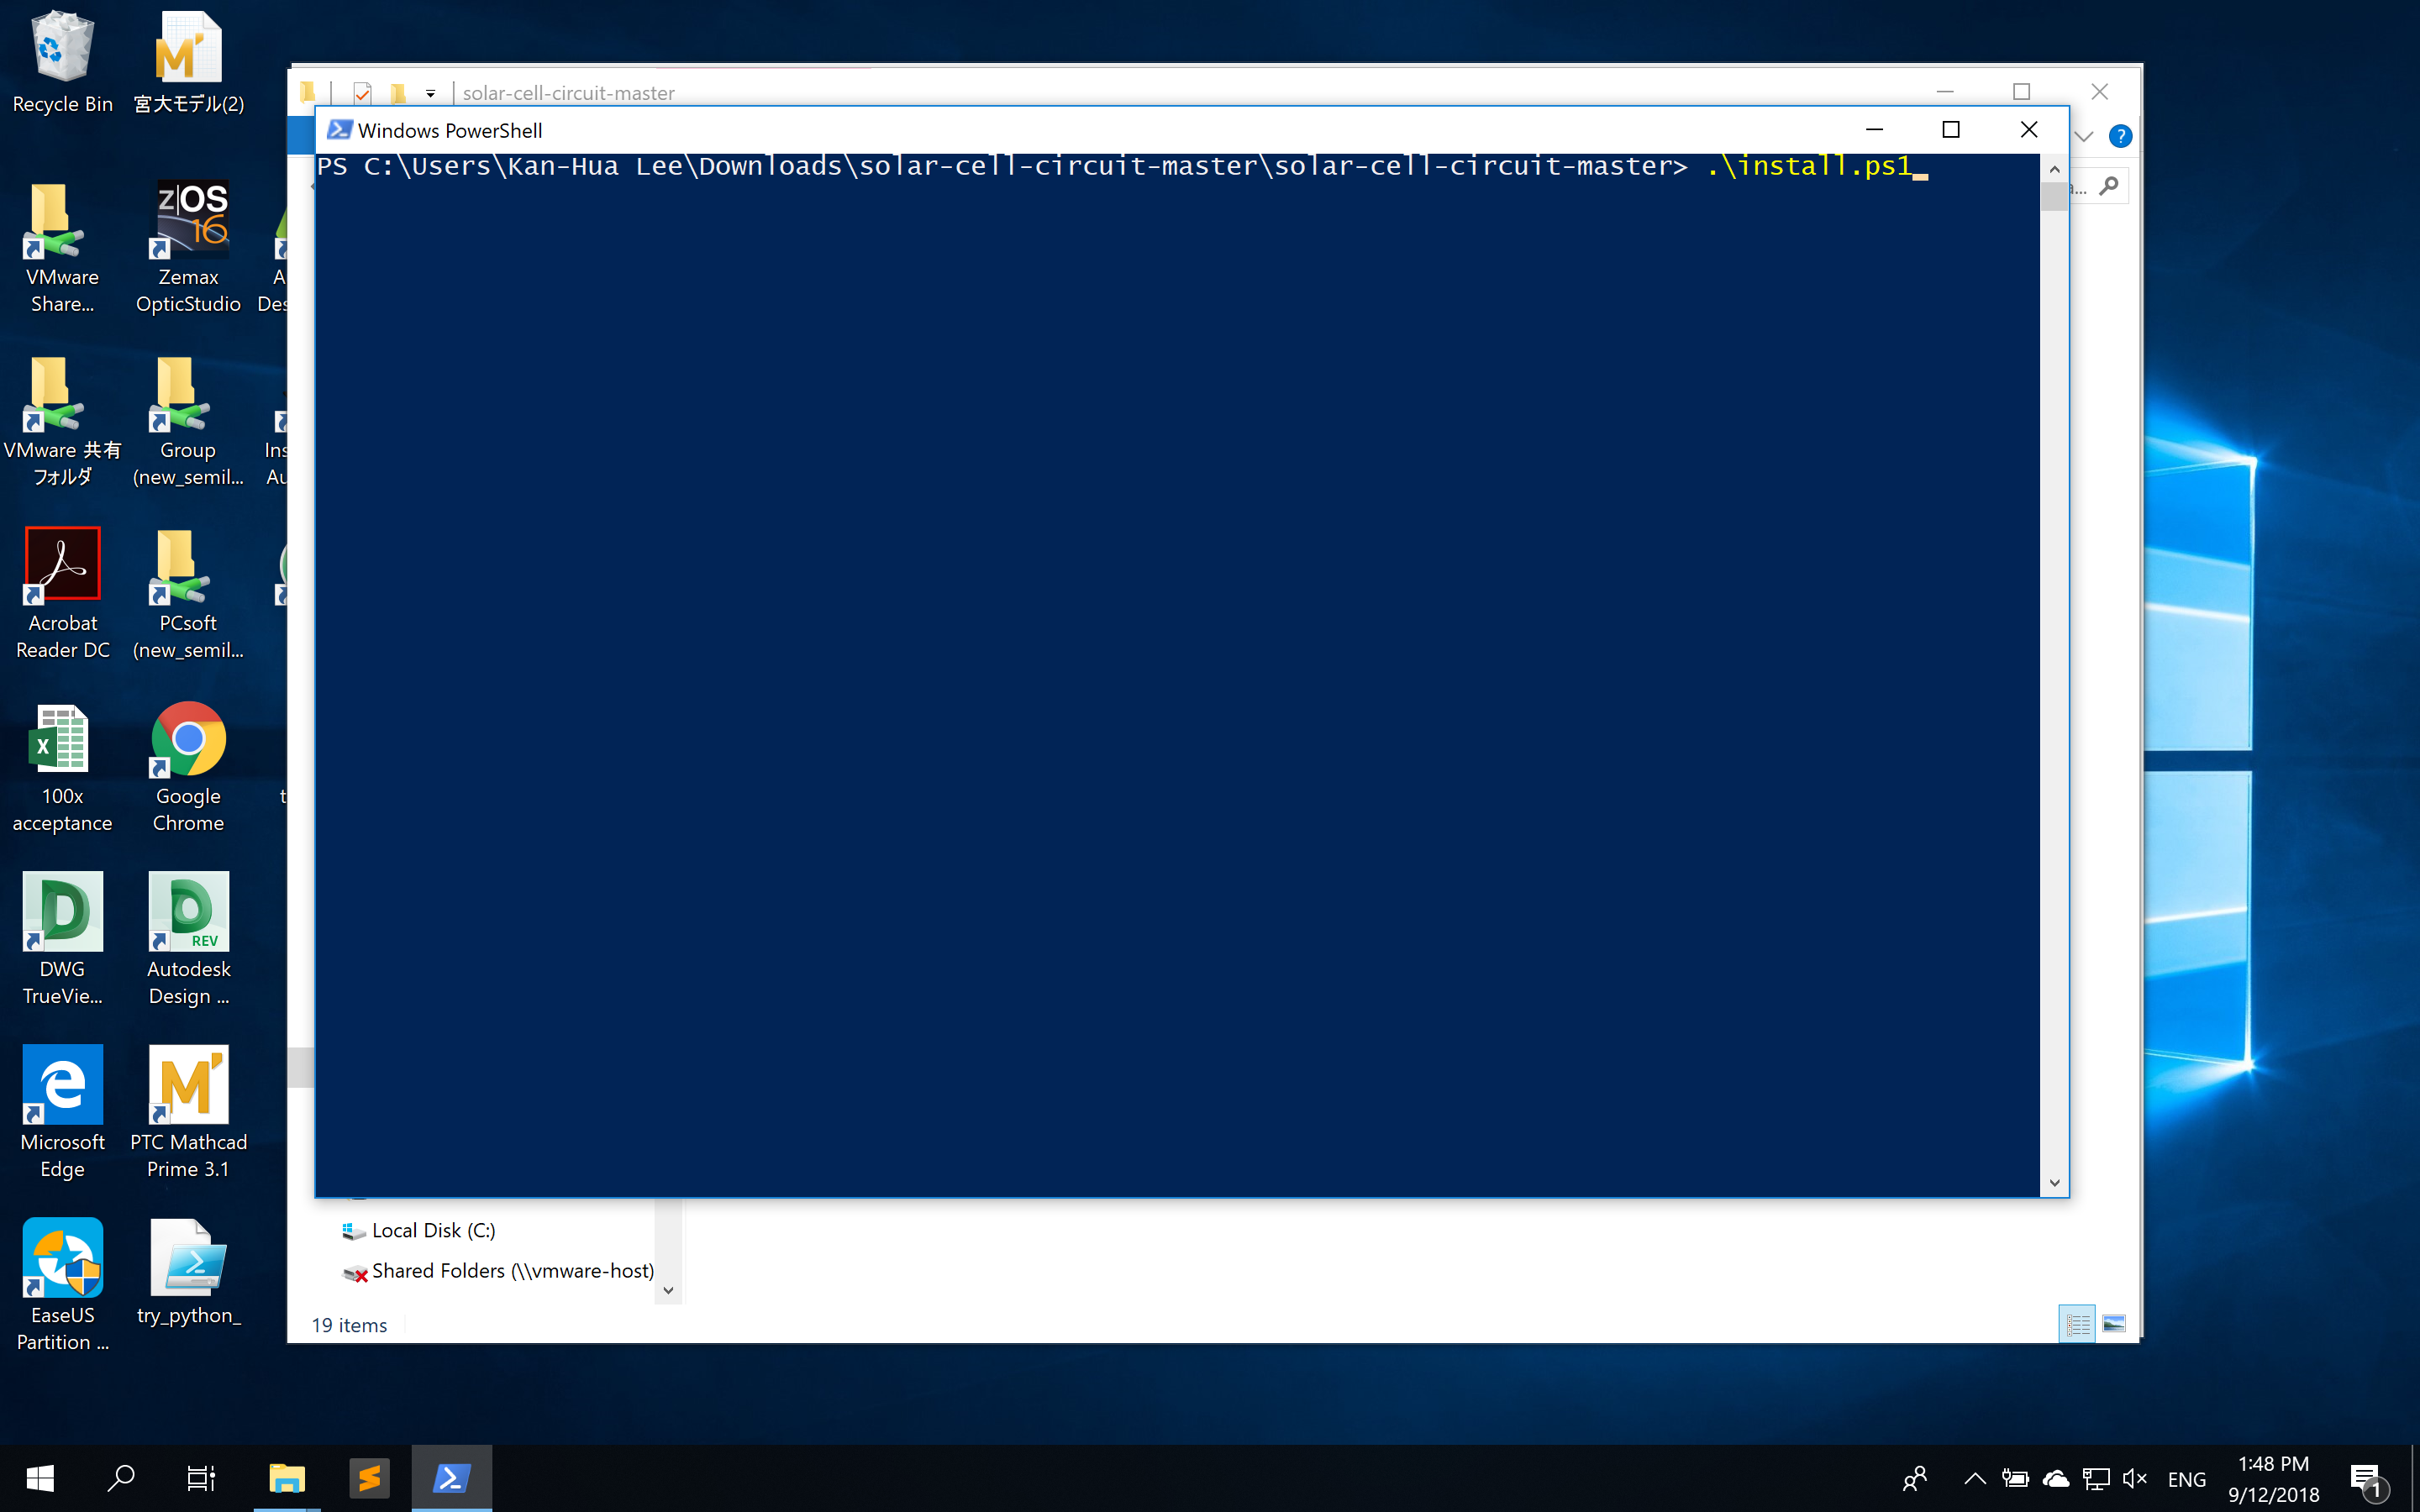 Recycle Bin
宮大モデル(2)
VMware
Share...
Z|OS
16
Zemax
OpticStudio
A
Des
VMware 共有
フォルダ
Group
(new_semil...
Ins
Au
Acrobat
Reader DC
PCsoft
(new_semil...
100x
acceptance
Google
Chrome
t
DWG
TrueVie...
REV
Autodesk
Design ...
Microsoft
Edge
PTC Mathcad
Prime 3.1
EaseUS
Partition ...
try_python_
solar-cell-circuit-master
Windows PowerShell
PS C:\Users\Kan-Hua Lee\Downloads\solar-cell-circuit-master\solar-cell-circuit-master> .\install.ps1
a...
Local Disk (C:)
Shared Folders (\\vmware-host)
19 items
ENG
1:48 PM
9/12/2018
1